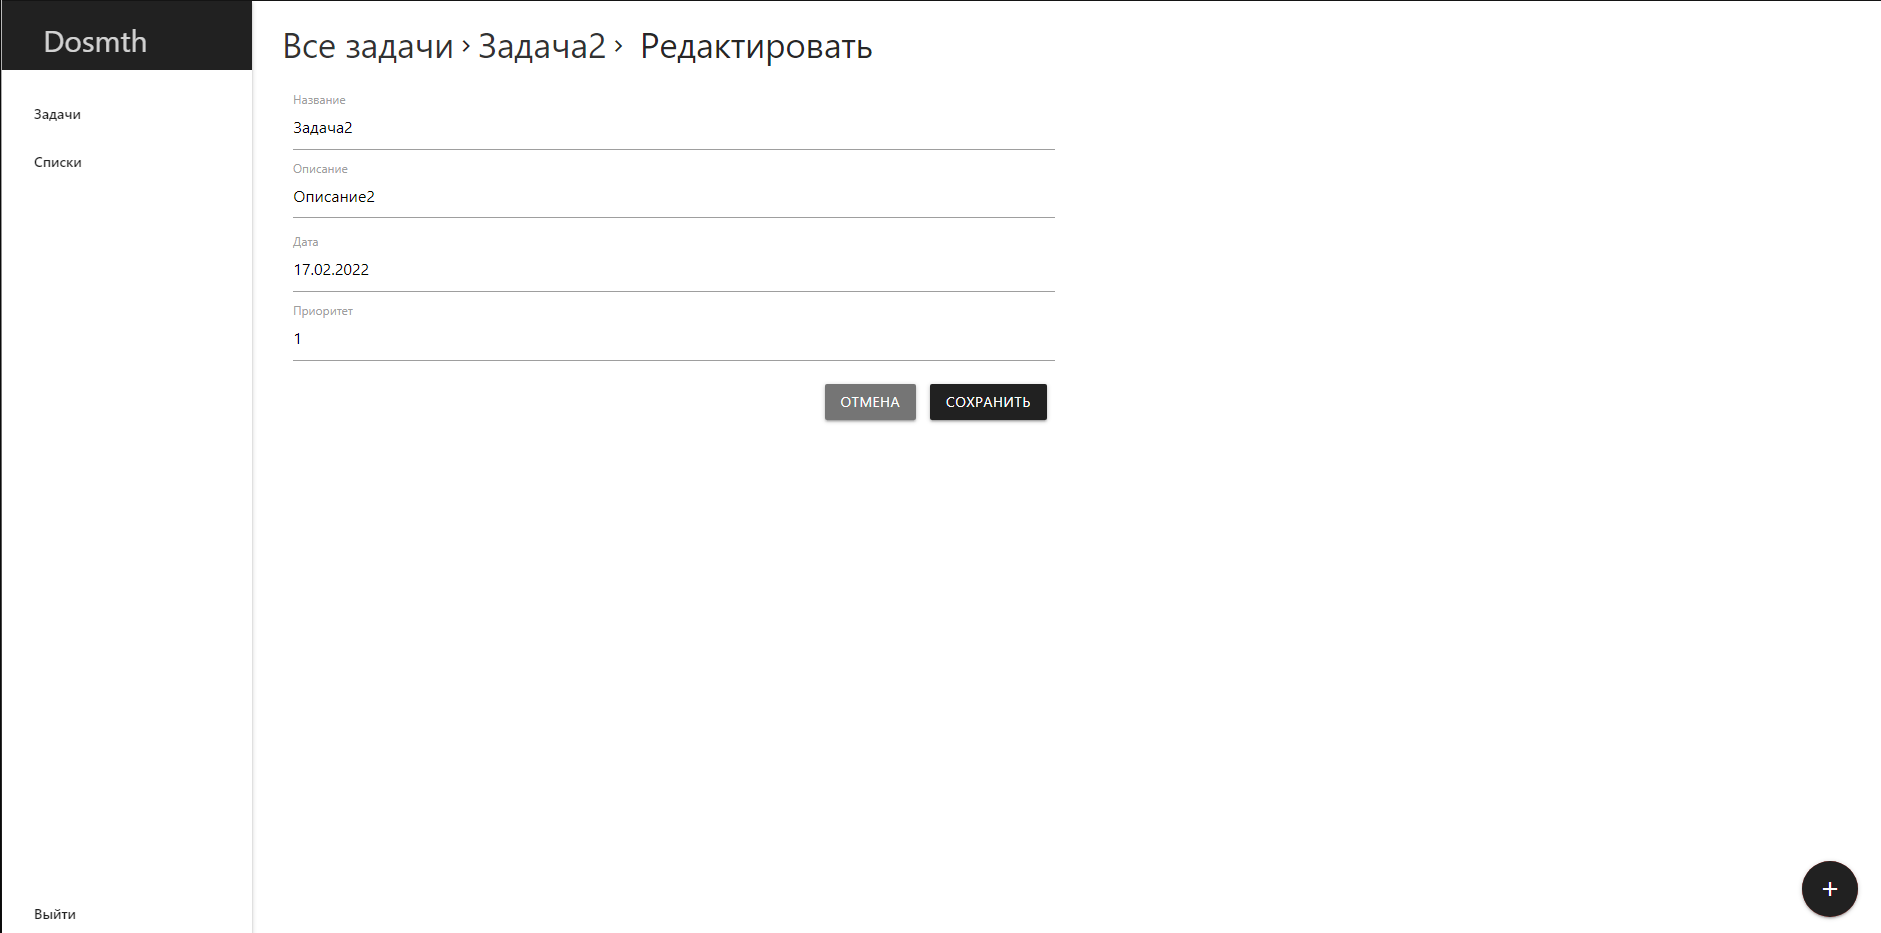 Dosmth
Задачи
Списки
Выйти
Все задачи › Задача2 › Редактировать
Название
Задача2
Описание
Описание2
Дата
17.02.2022
Приоритет
1
ОТМЕНА СОХРАНИТЬ
+